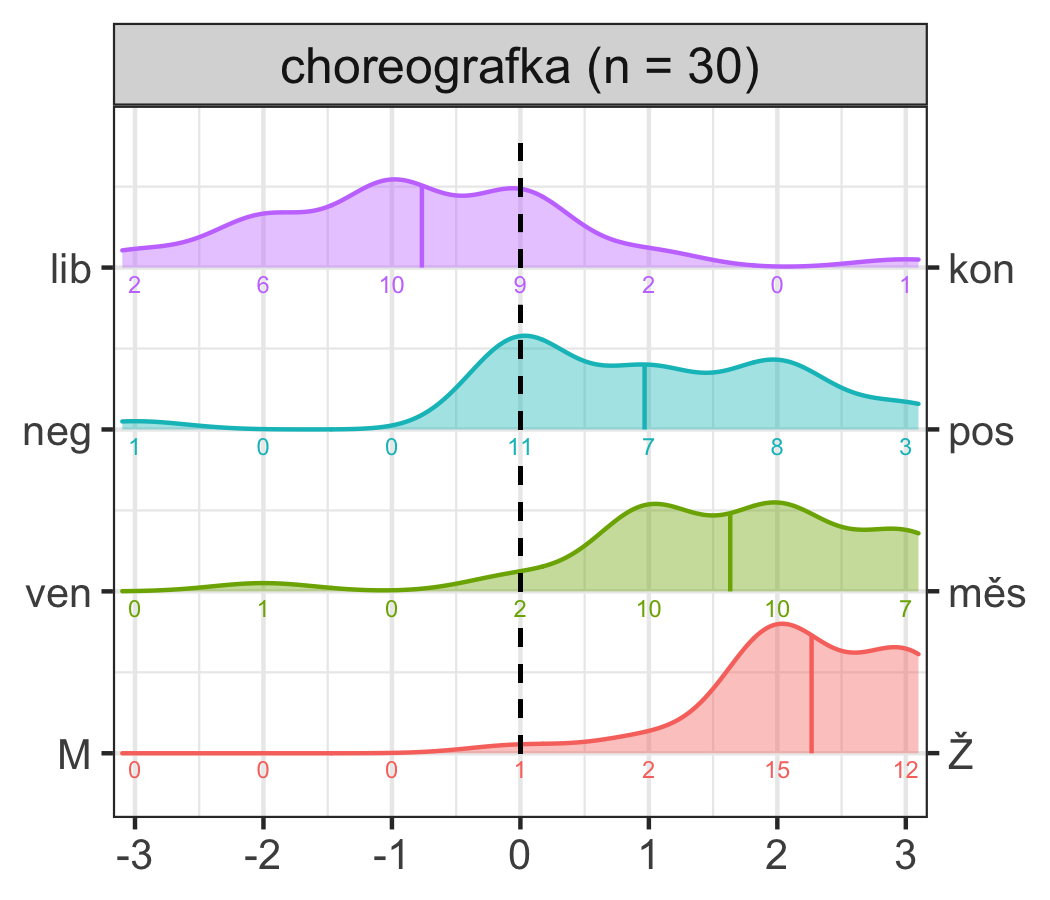 choreografka (n = 30)
lib kon
2 6 10 9 2 0 1
neg pos
1 0 0 11 7 8 3
ven měs
0 1 0 2 10 10 7
M Ž
0 0 0 1 2 15 12
-3 -2 -1 0 1 2 3